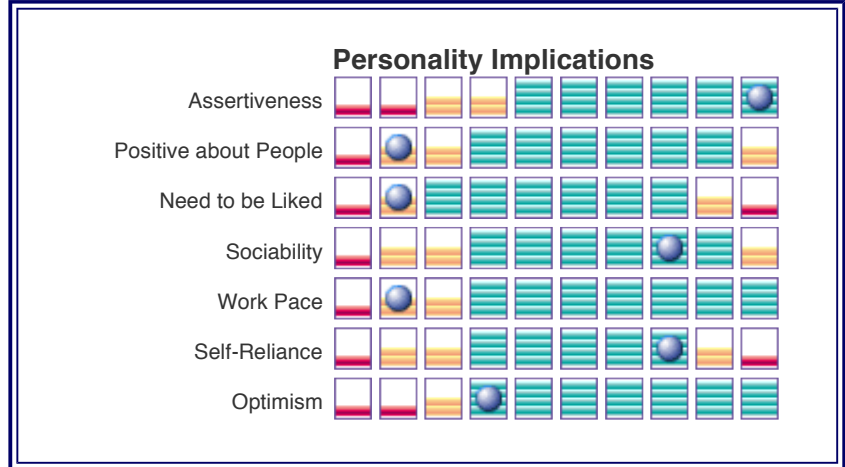 Personality Implications
Assertiveness
Positive about People
Need to be Liked
Sociability
Work Pace
Self-Reliance
Optimism